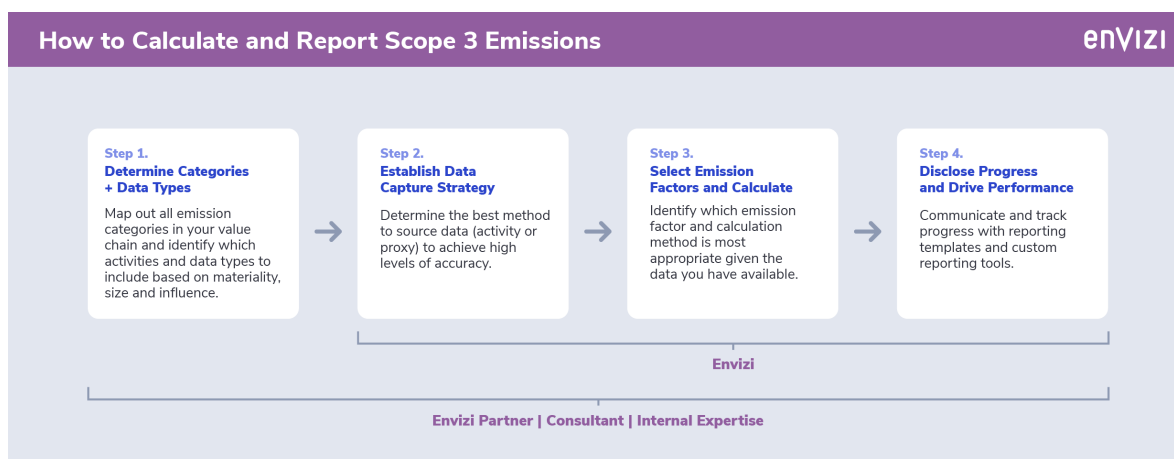 How to Calculate and Report Scope 3 Emissions
enVIZI
Step 1.
Determine Categories
+ Data Types
Map out all emission
categories in your value
chain and identify which
activities and data types to
include based on materiality,
size and influence.
Step 2.
Establish Data
Capture Strategy
Determine the best method
to source data (activity or
proxy) to achieve high
levels of accuracy.
Step 3.
Select Emission
Factors and Calculate
Identify which emission
factor and calculation
method is most
appropriate given the
data you have available.
Step 4.
Disclose Progress
and Drive Performance
Communicate and track
progress with reporting
templates and custom
reporting tools.
Envizi
Envizi Partner | Consultant | Internal Expertise